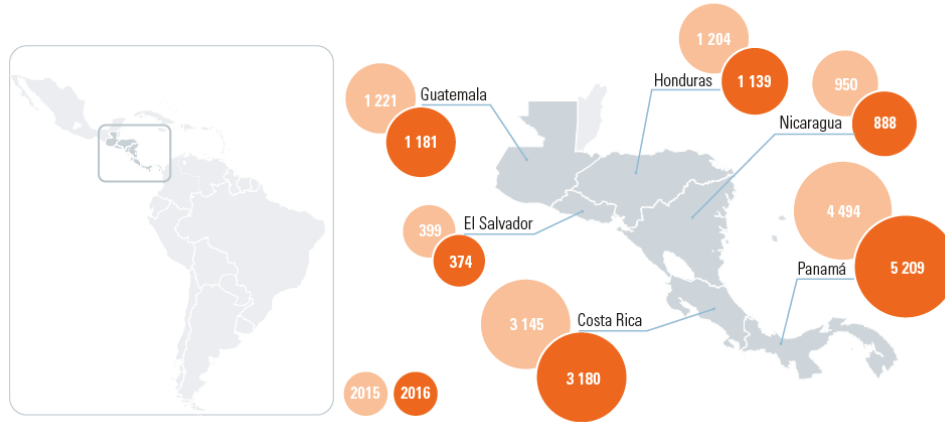 1 204
Honduras
1 139
950
Nicaragua
888
1 221
Guatemala
1 181
4 494
Panamá
5 209
399
El Salvador
374
3 145
Costa Rica
3 180
2015
2016